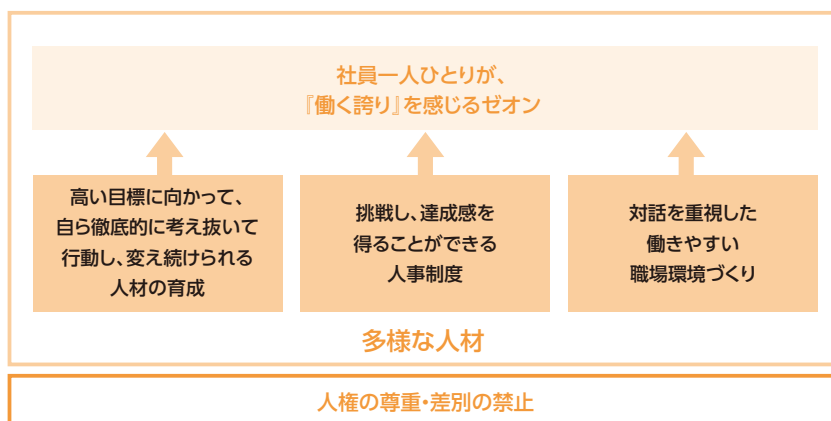 社員一人ひとりが、
『働く誇り』を感じるゼオン
高い目標に向かって、
自ら徹底的に考え抜いて
行動し、変え続けられる
人材の育成
挑戦し、達成感を
得ることができる
人事制度
対話を重視した
働きやすい
職場環境づくり
多様な人材
人権の尊重・差別の禁止